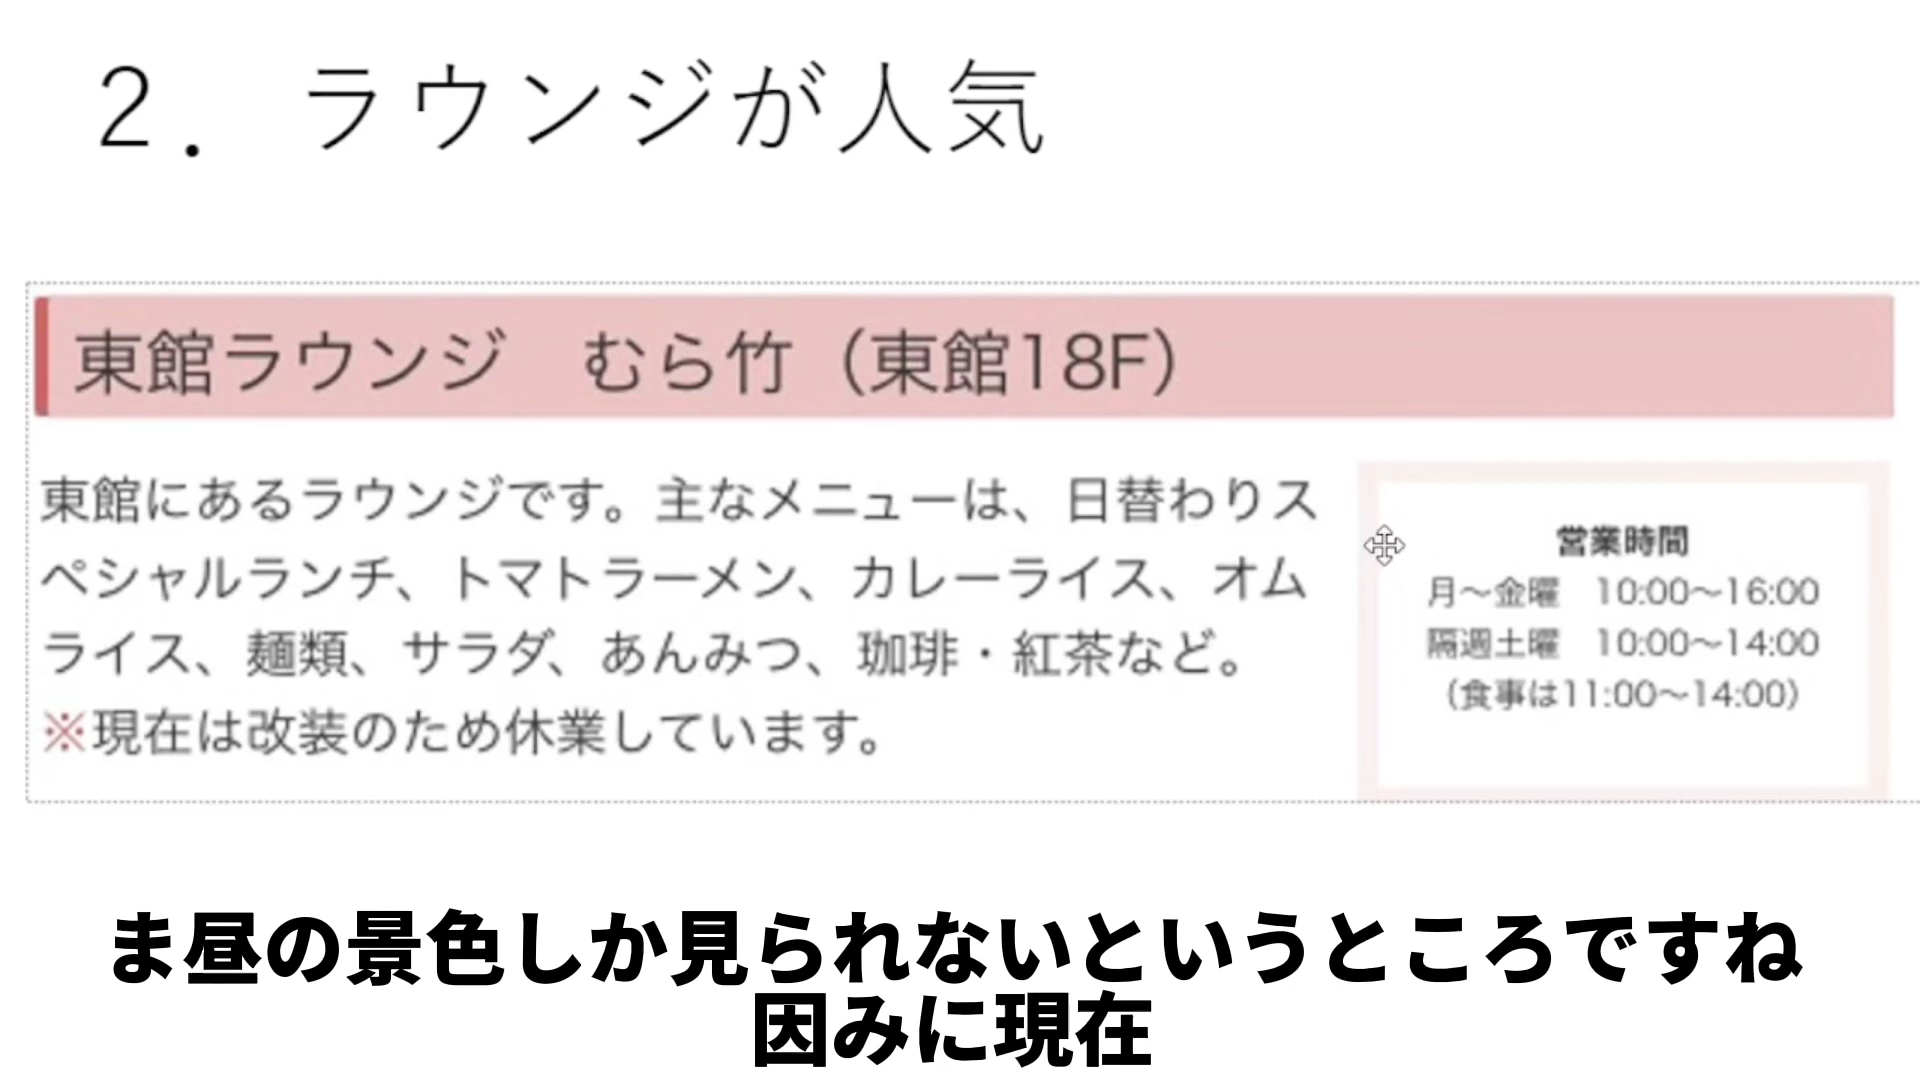 2. ラウンジが人気
東館ラウンジ　むら竹（東館18F）
東館にあるラウンジです。主なメニューは、日替わりス
ペシャルランチ、トマトラーメン、カレーライス、オム
ライス、麺類、サラダ、あんみつ、珈琲・紅茶など。
※現在は改装のため休業しています。
営業時間
月～金曜　10:00～16:00
隔週土曜　10:00～14:00
（食事は11:00～14:00）
ま昼の景色しか見られないというところですね
因みに現在